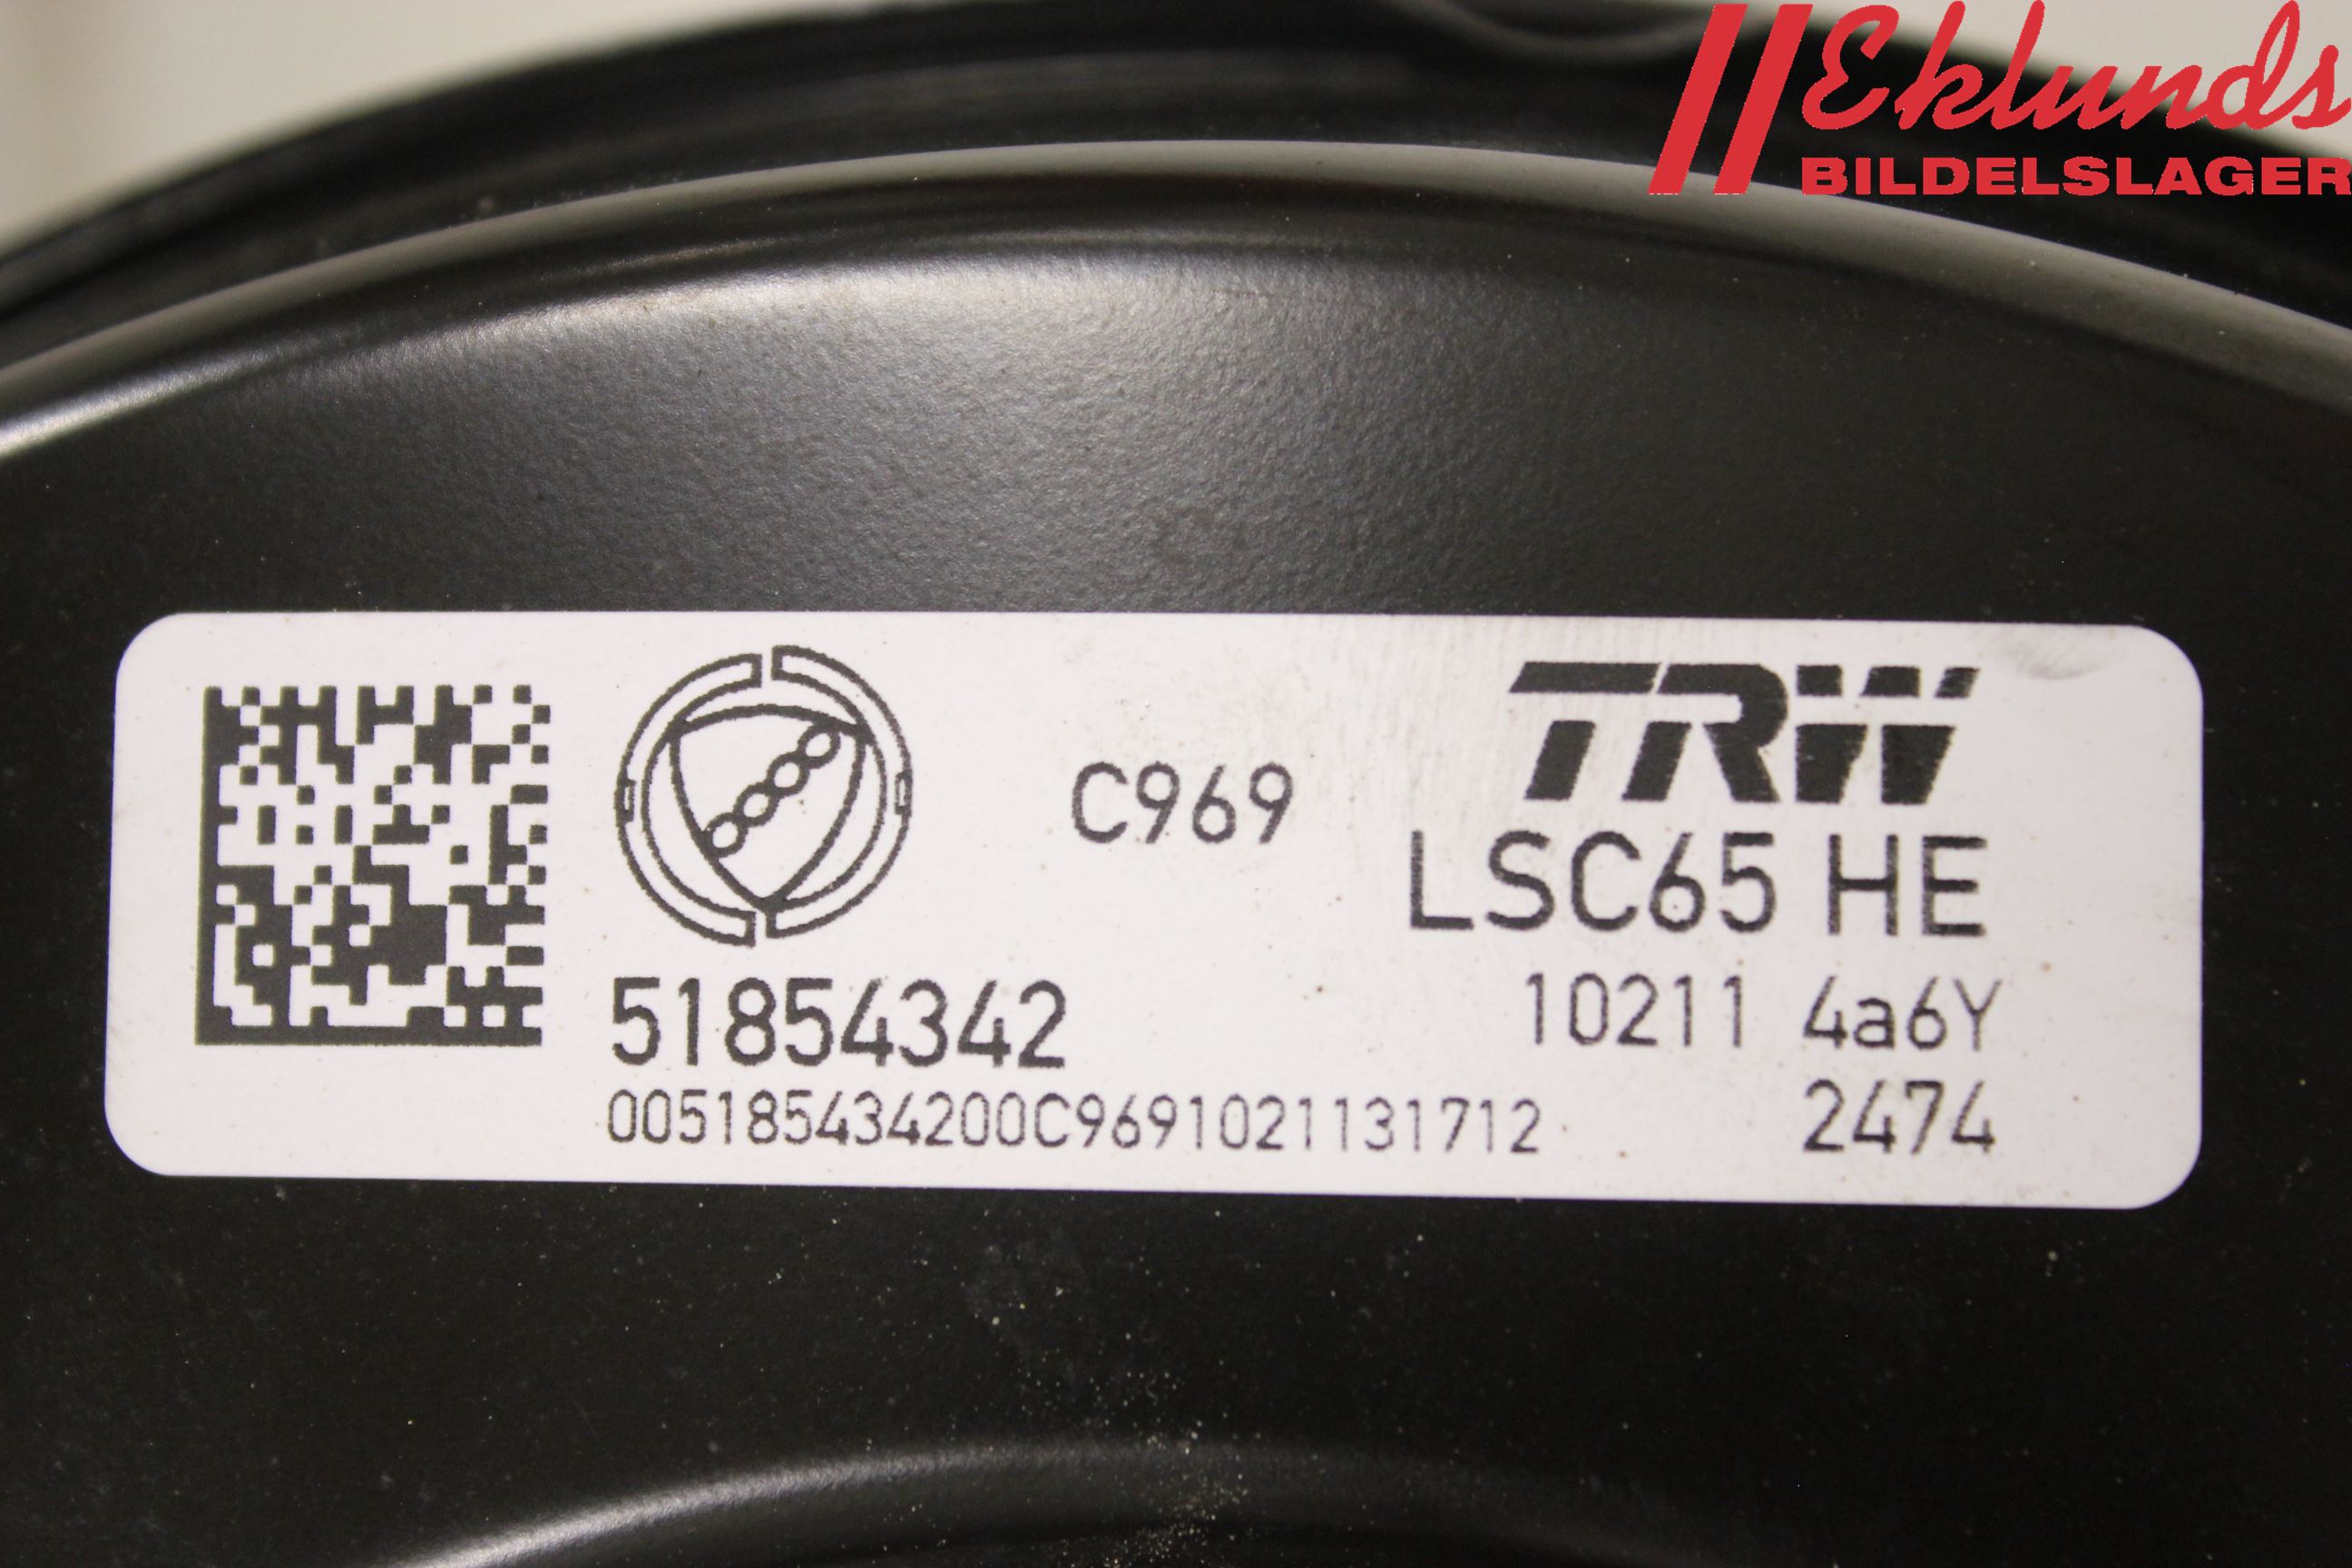 Eklunds
BILDELSLAGER
TRW
C969
LSC65 HE
51854342
10211 4a6Y
005185434200C9691021131712
2474